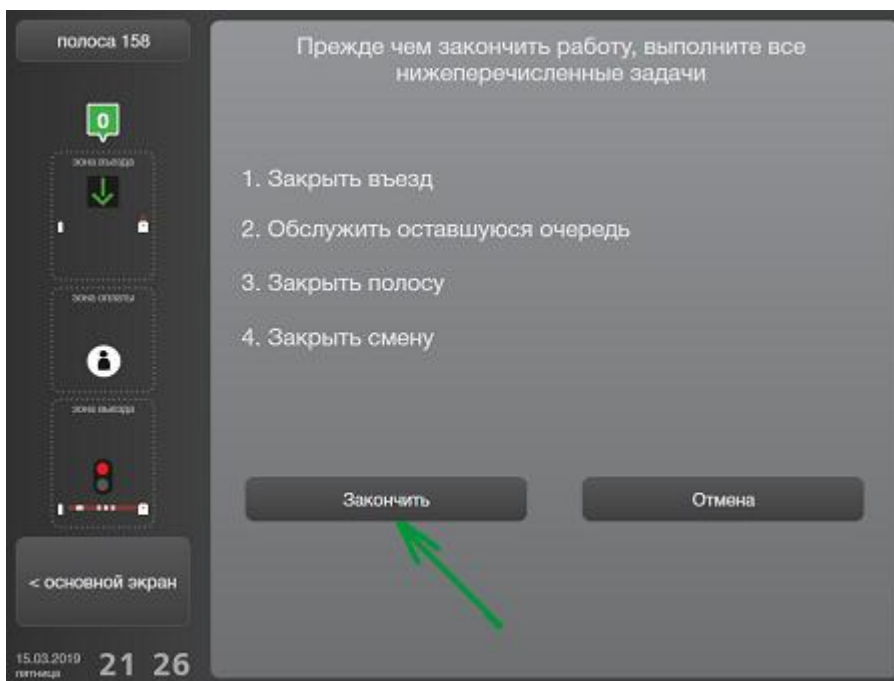 полоса 158
0
зона въезда
зона оплаты
зона выезда
< основной экран
15.03.2019
пятница
21 26
Прежде чем закончить работу, выполните все
нижеперечисленные задачи
1. Закрыть въезд
2. Обслужить оставшуюся очередь
3. Закрыть полосу
4. Закрыть смену
Закончить
Отмена